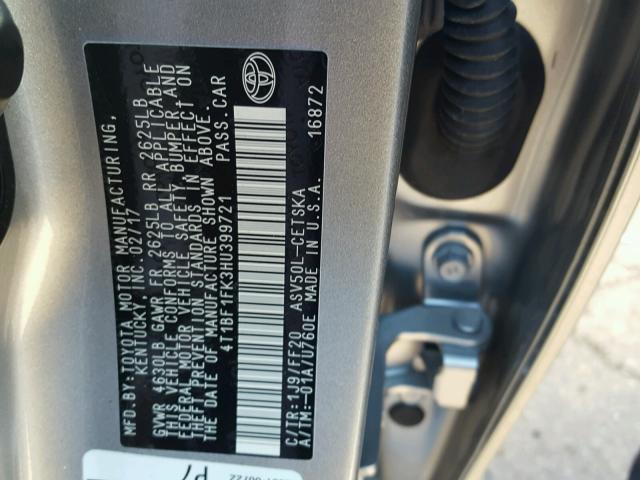 MFD.BY:TOYOTA MOTOR MANUFACTURING,
KENTUCKY, INC. 02/17
GVWR 4630LB GAWR FR 2625LB RR 2625LB
THIS VEHICLE CONFORMS TO ALL APPLICABLE
FEDERAL MOTOR VEHICLE SAFETY, BUMPER AND
THEFT PREVENTION STANDARDS IN EFFECT ON
THE DATE OF MANUFACTURE SHOWN ABOVE.
4T1BF1FK3HU399721 PASS.CAR
C/TR:1J9/FF20 ASV50L-CETSKA
A/TM:-01A/U760E U.S.A. 16872